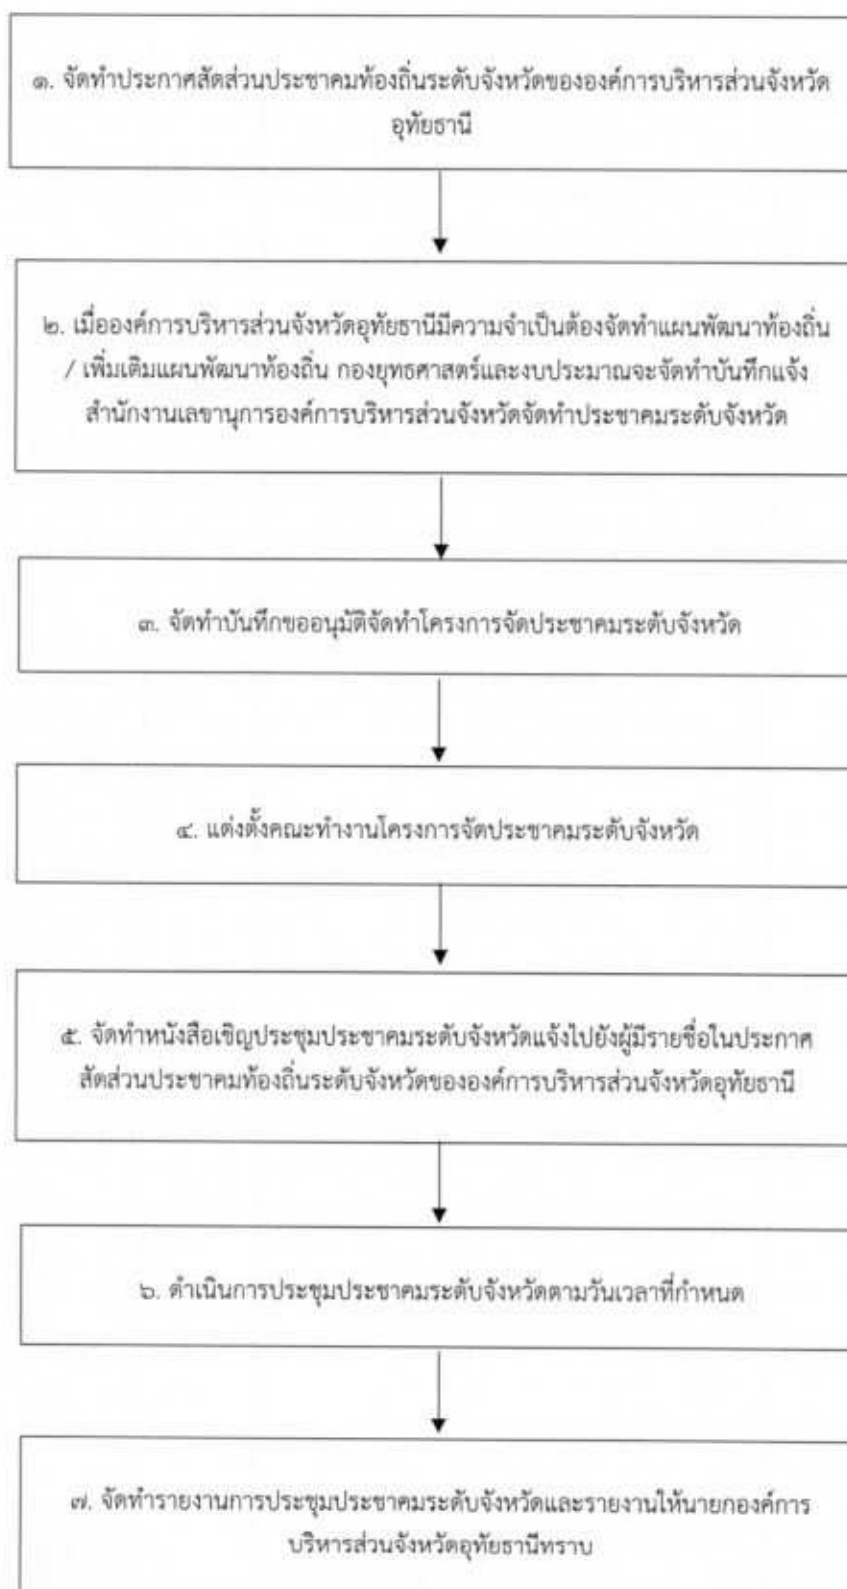 ๑. จัดทำประกาศสัดส่วนประชาคมท้องถิ่นระดับจังหวัดขององค์การบริหารส่วนจังหวัด
อุทัยธานี
๒. เมื่อองค์การบริหารส่วนจังหวัดอุทัยธานีมีความจำเป็นต้องจัดทำแผนพัฒนาท้องถิ่น
/ เพิ่มเติมแผนพัฒนาท้องถิ่น กองยุทธศาสตร์และงบประมาณจะจัดทำบันทึกแจ้ง
สำนักงานเลขานุการองค์การบริหารส่วนจังหวัดจัดทำประชาคมระดับจังหวัด
๓. จัดทำบันทึกขออนุมัติจัดทำโครงการจัดประชาคมระดับจังหวัด
๔. แต่งตั้งคณะทำงานโครงการจัดประชาคมระดับจังหวัด
๕. จัดทำหนังสือเชิญประชุมประชาคมระดับจังหวัดแจ้งไปยังผู้มีรายชื่อในประกาศ
สัดส่วนประชาคมท้องถิ่นระดับจังหวัดขององค์การบริหารส่วนจังหวัดอุทัยธานี
๖. ดำเนินการประชุมประชาคมระดับจังหวัดตามวันเวลาที่กำหนด
๗. จัดทำรายงานการประชุมประชาคมระดับจังหวัดและรายงานให้นายกองค์การ
บริหารส่วนจังหวัดอุทัยธานีทราบ